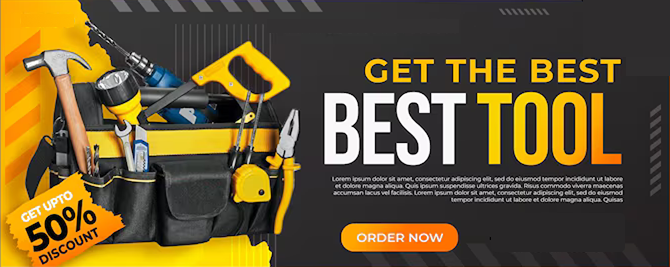 GET THE BEST
BEST TOOL
Lorem ipsum dolor sit amet, consectetur adipiscing elit, sed do eiusmod tempor incididunt ut labore
et dolore magna aliqua. Quis ipsum suspendisse ultrices gravida. Risus commodo viverra maecenas
accumsan lacus vel facilisis. Lorem ipsum dolor sit amet, consectetur adipiscing elit, sed do eiusmod
tempor incididunt ut labore et dolore magna aliqua. Quisas
ORDER NOW
GET UPTO
50%
DISCOUNT